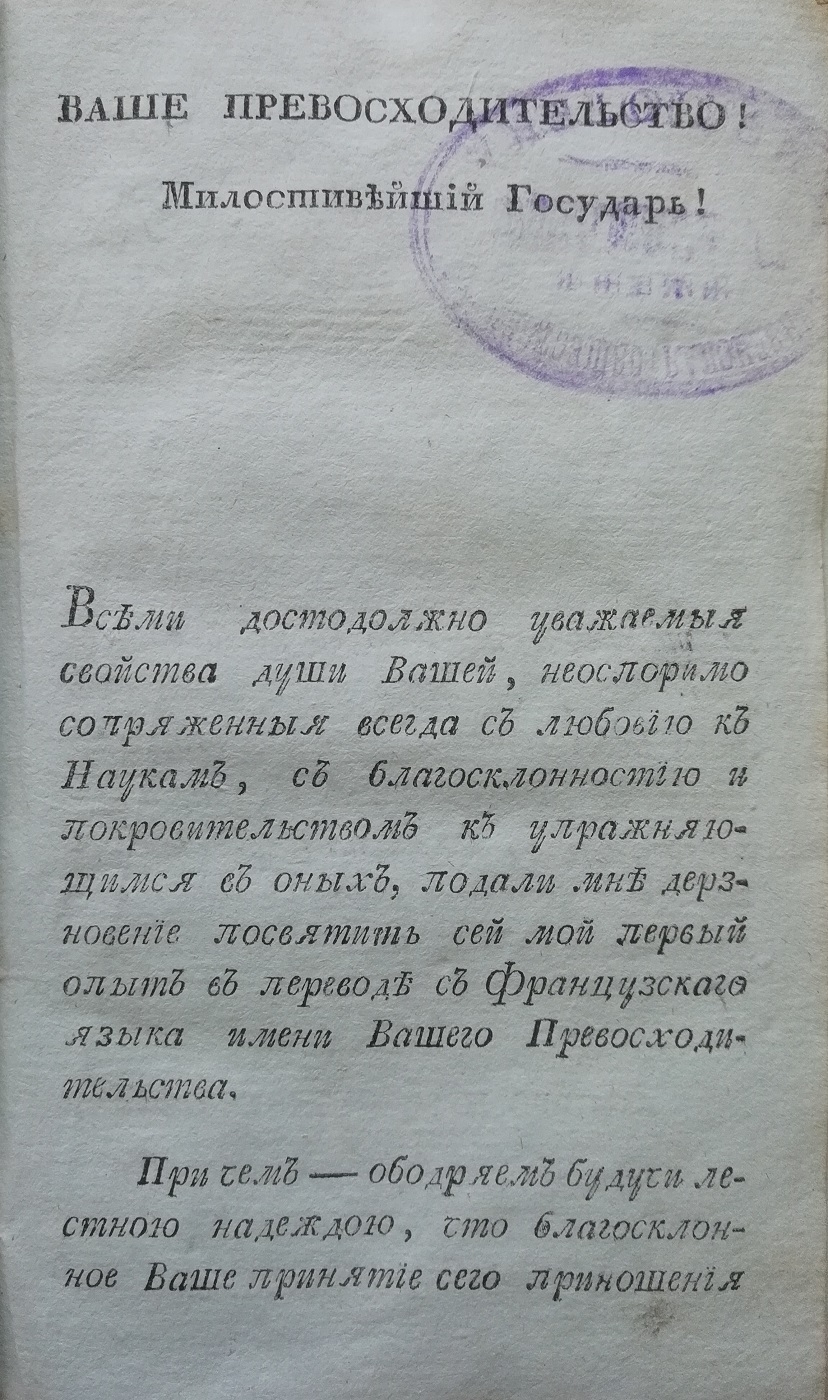 ВАШЕ ПРЕВОСХОДИТЕЛЬСТВО!
Милостивѣйшій Государь!
Всѣми достодолжно уважаемыя
свойства души Вашей, неоспоримо
сопряженныя всегда съ любовію къ
Наукамъ, съ благосклонностію и
покровительствомъ къ упражняю-
щимся въ оныхъ, подали мнѣ дерз-
новеніе посвятить сей мой первый
опытъ въ переводѣ съ Французскаго
языка имени Вашего Превосходи-
тельства.
При чемъ — ободряемъ будучи ле-
стною надеждою, что благосклон-
ное Ваше принятіе сего приношенія